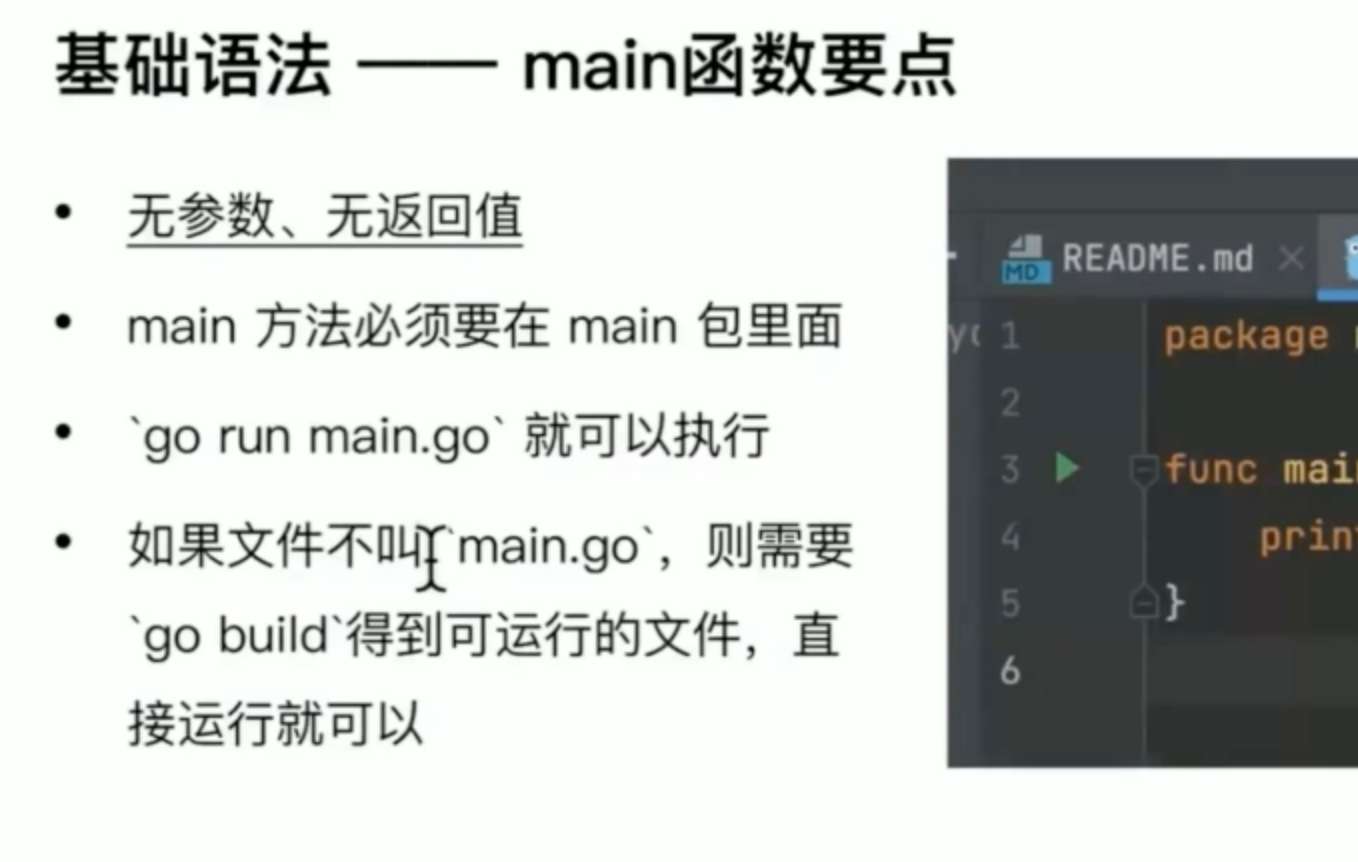 基础语法 —— main函数要点
• 无参数、无返回值
• main 方法必须要在 main 包里面
• `go run main.go` 就可以执行
• 如果文件不叫`main.go`，则需要
`go build`得到可运行的文件，直
接运行就可以
README.md
1 package
2
3 func
4
5 }
6